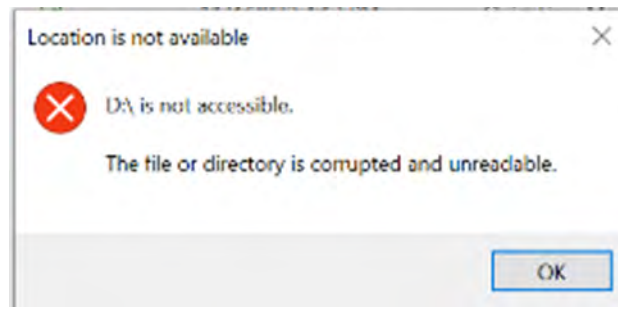 Location is not available
D:\ is not accessible.
The file or directory is corrupted and unreadable.
OK